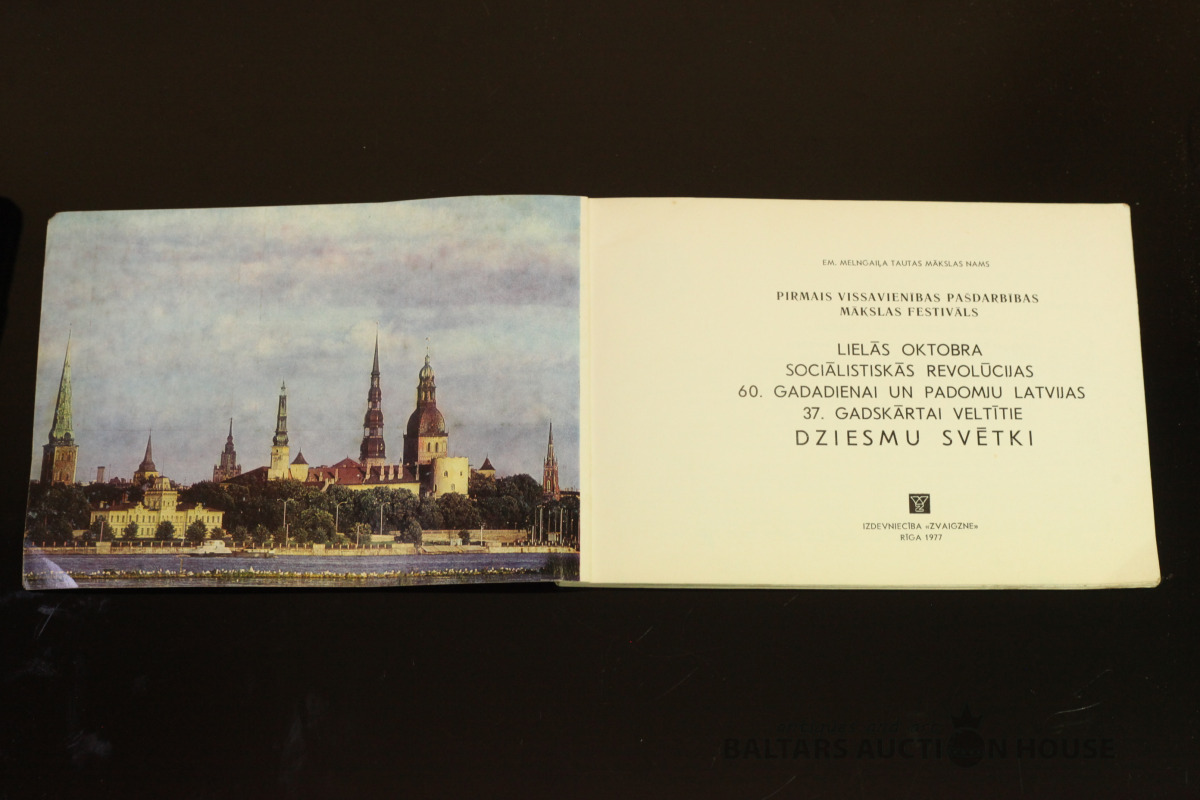 EM. MELNGAIĻA TAUTAS MĀKSLAS NAMS
PIRMAIS VISSAVIENĪBAS PAŠDARBĪBAS
MĀKSLAS FESTIVĀLS
LIELĀS OKTOBRA
SOCIĀLISTISKĀS REVOLŪCIJAS
60. GADADIENAI UN PADOMJU LATVIJAS
37. GADSKĀRTAI VELTĪTIE
DZIESMU SVĒTKI
IZDEVNIECĪBA «ZVAIGZNE»
RĪGA 1977
BALTARS AUCTION HOUSE